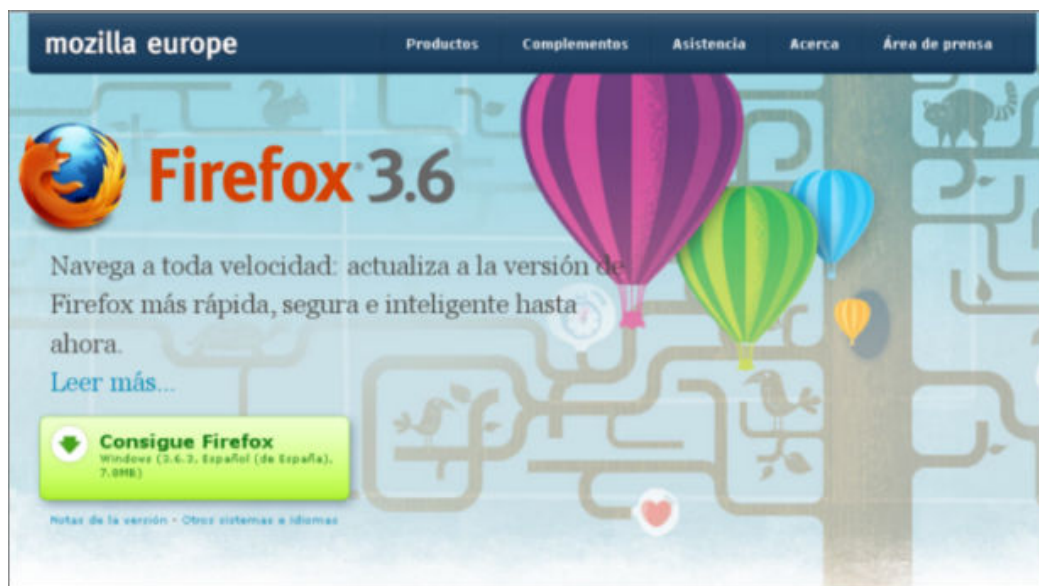 mozilla europe
Productos Complementos Asistencia Acerca Área de prensa
Firefox® 3.6
Navega a toda velocidad: actualiza a la versión de
Firefox más rápida, segura e inteligente hasta
ahora.
Leer más...
Consigue Firefox
Windows (3.6.3, Español (de España),
7.8MB)
Notas de la versión - Otros sistemas e idiomas